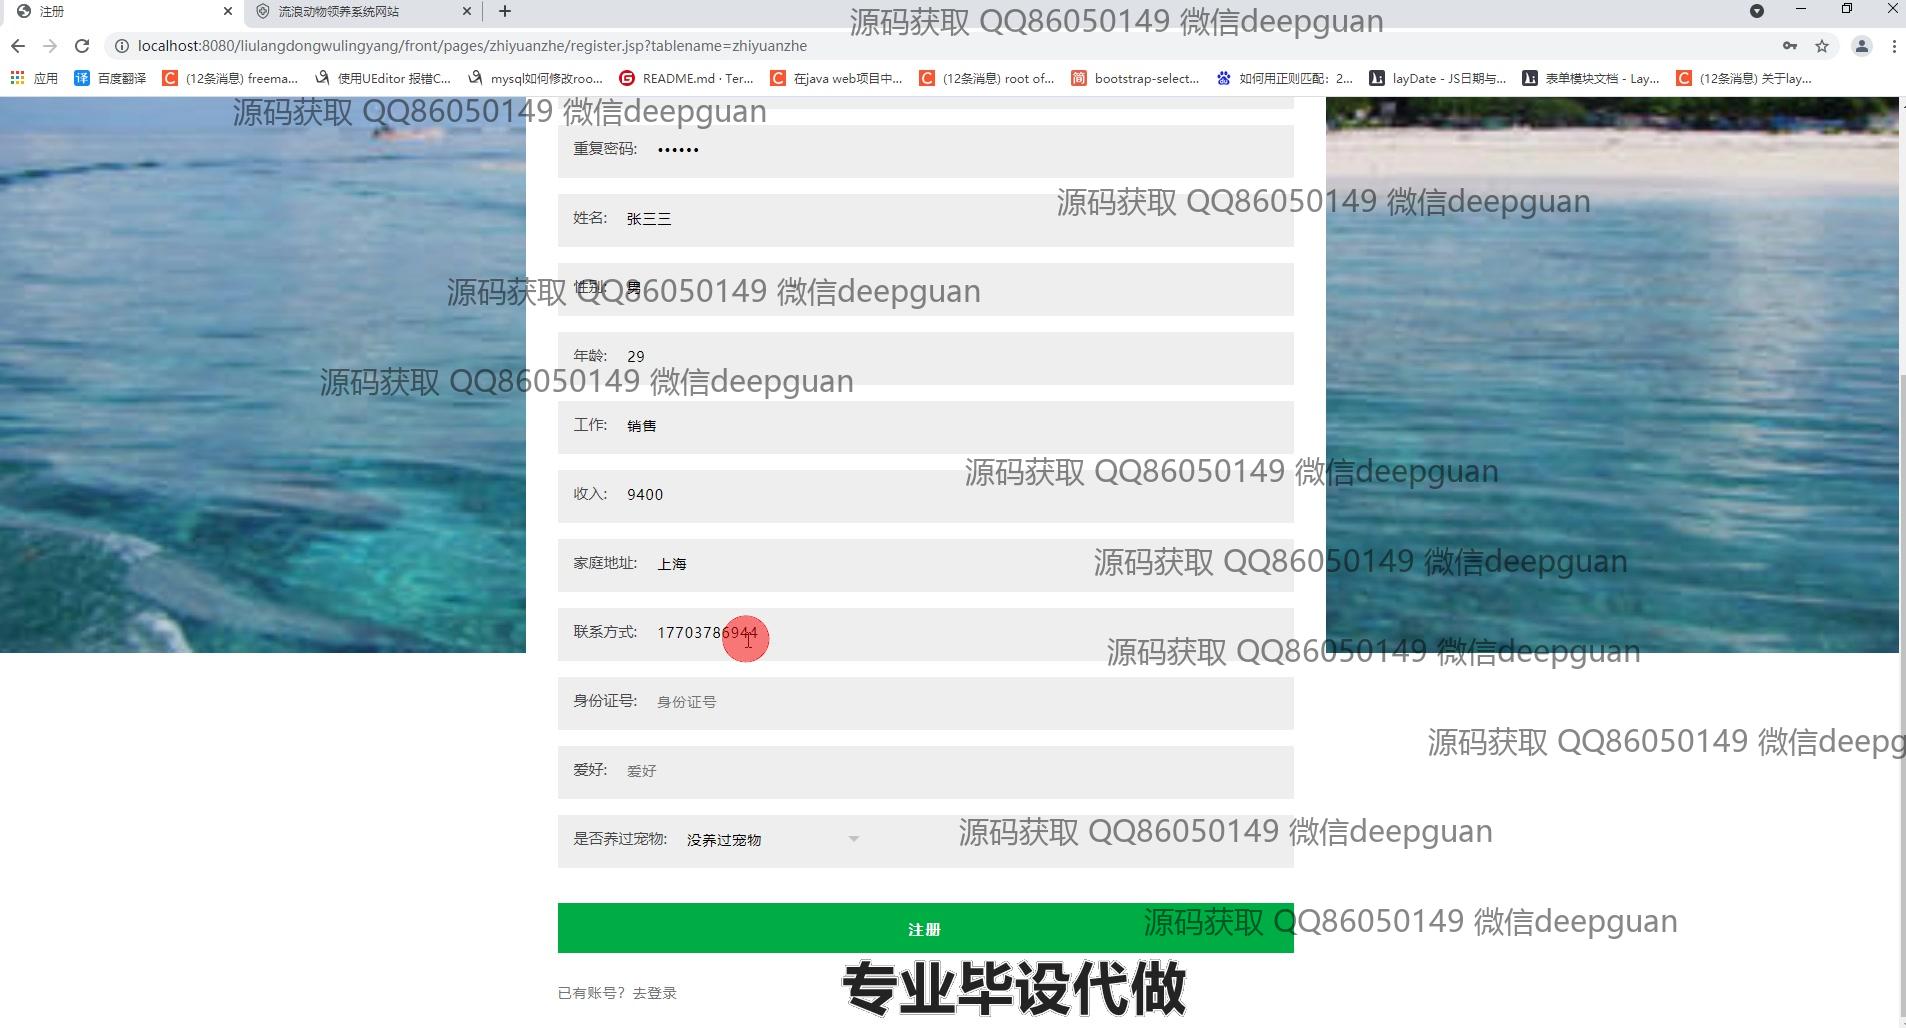 注册
流浪动物领养系统网站
源码获取 QQ86050149 微信deepguan
localhost:8080/liulangdongwulingyang/front/pages/zhiyuanzhe/register.jsp?tablename=zhiyuanzhe
应用
百度翻译
(12条消息) freema...
使用UEditor 报错C...
mysql如何修改roo...
README.md · Ter...
在java web项目中...
(12条消息) root of...
bootstrap-select...
如何用正则匹配：2...
layDate - JS日期与...
表单模块文档 - Lay...
(12条消息) 关于lay...
源码获取 QQ86050149 微信deepguan
重复密码: ••••••
源码获取 QQ86050149 微信deepguan
姓名: 张三三
性别: 男
源码获取 QQ86050149 微信deepguan
年龄: 29
源码获取 QQ86050149 微信deepguan
工作: 销售
源码获取 QQ86050149 微信deepguan
收入: 9400
家庭地址: 上海
源码获取 QQ86050149 微信deepguan
联系方式: 17703786944
源码获取 QQ86050149 微信deepguan
身份证号: 身份证号
源码获取 QQ86050149 微信deepg
爱好: 爱好
是否养过宠物: 没养过宠物
源码获取 QQ86050149 微信deepguan
注册
源码获取 QQ86050149 微信deepguan
已有账号？去登录
专业毕设代做